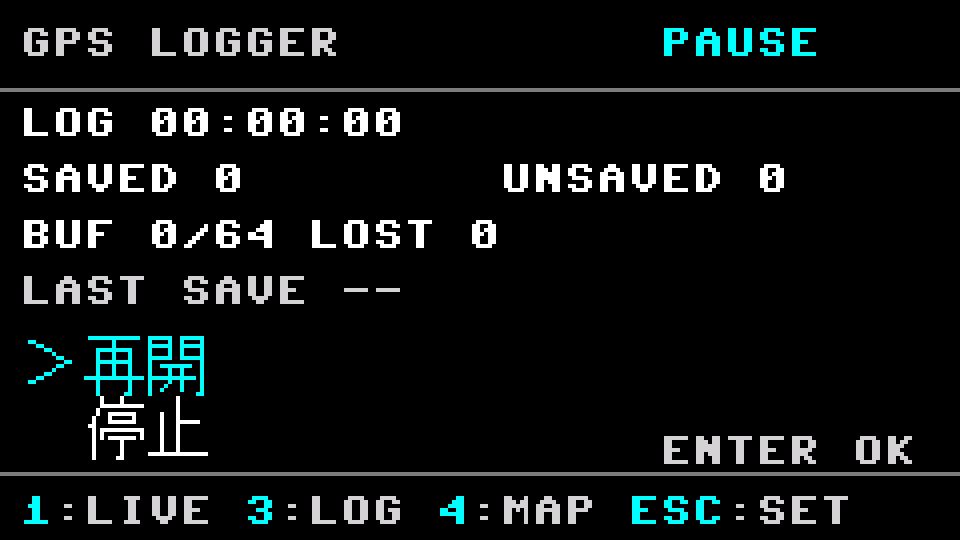 GPS LOGGER PAUSE
LOG 00:00:00
SAVED 0 UNSAVED 0
BUF 0/64 LOST 0
LAST SAVE --
>再開
停止
ENTER OK
1:LIVE 3:LOG 4:MAP ESC:SET